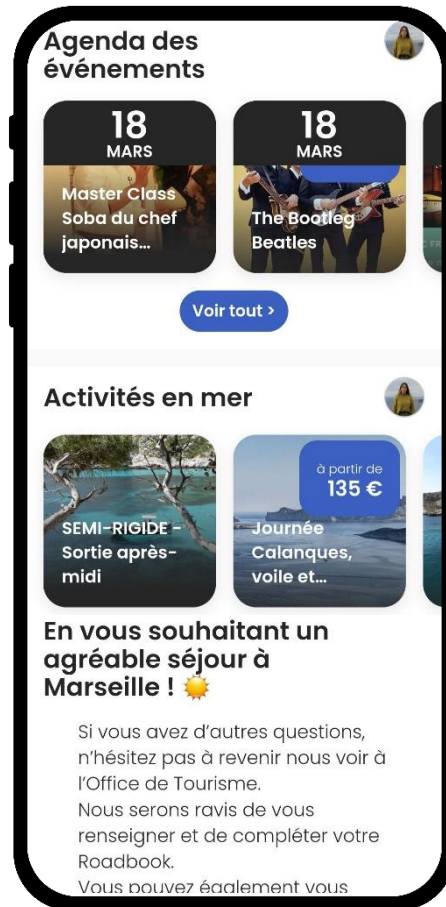 Agenda des
événements
18
MARS
18
MARS
Master Class
Soba du chef
japonais...
The Bootleg
Beatles
Voir tout >
Activités en mer
à partir de
135 €
SEMI-RIGIDE -
Sortie après-
midi
Journée
Calanques,
voile et...
En vous souhaitant un
agréable séjour à
Marseille ! ☀️
Si vous avez d’autres questions,
n’hésitez pas à revenir nous voir à
l’Office de Tourisme.
Nous serons ravis de vous
renseigner et de compléter votre
Roadbook.
Vous pouvez également vous